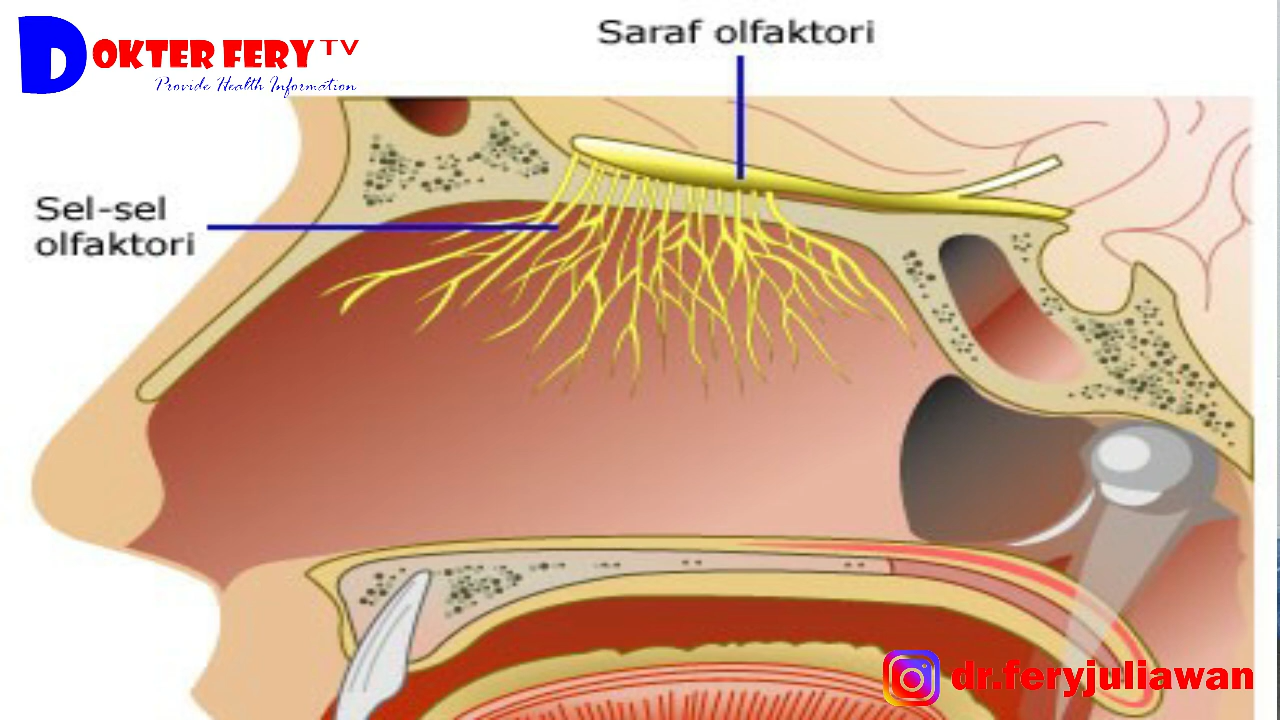 DOKTER FERY TV
Provide Health Information
Saraf olfaktori
Sel-sel
olfaktori
dr.feryjuliawan